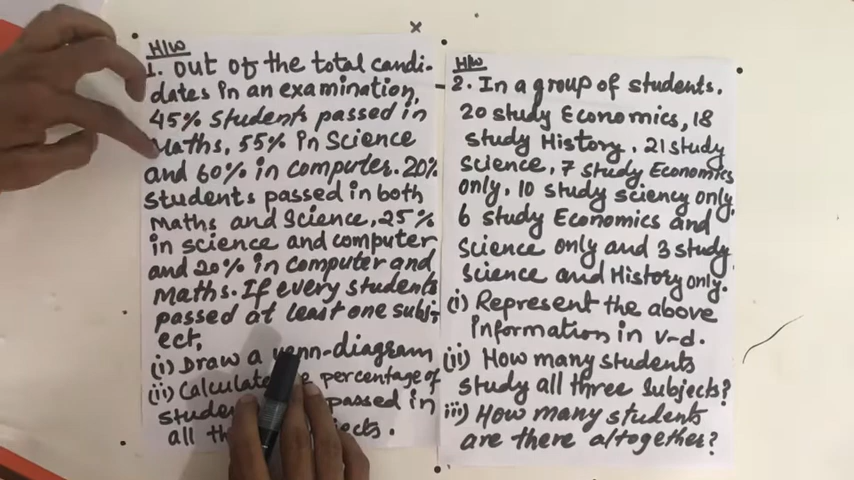 H/W
1. Out of the total candi-
dates in an examination,
45% students passed in
Maths, 55% in Science
and 60% in computer. 20%
students passed in both
Maths and Science, 25%
in science and computer
and 20% in computer and
Maths. If every students
passed at least one subj-
ect,
(i) Draw a venn-diagram
(ii) Calculate percentage of
passed in
all
H/W
2. In a group of students.
20 study Economics, 18
study History, 21 study
science, 7 study Economics
only, 10 study sciency only,
6 study Economics and
Science only and 3 study
Science and History only.
(i) Represent the above
information in v-d.
(ii) How many students
study all three subjects?
iii) How many students
are there altogether?